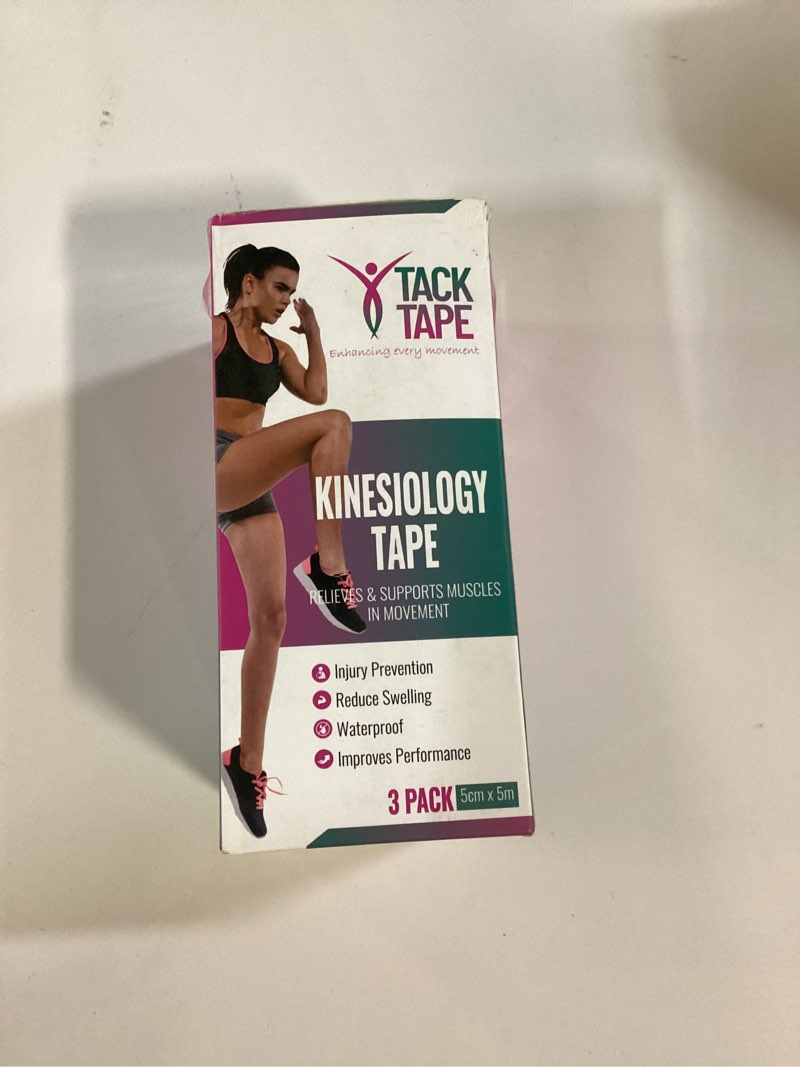 TACK
TAPE
Enhancing every movement
KINESIOLOGY
TAPE
RELIEVES & SUPPORTS MUSCLES
IN MOVEMENT
Injury Prevention
Reduce Swelling
Waterproof
Improves Performance
3 PACK 5cm x 5m